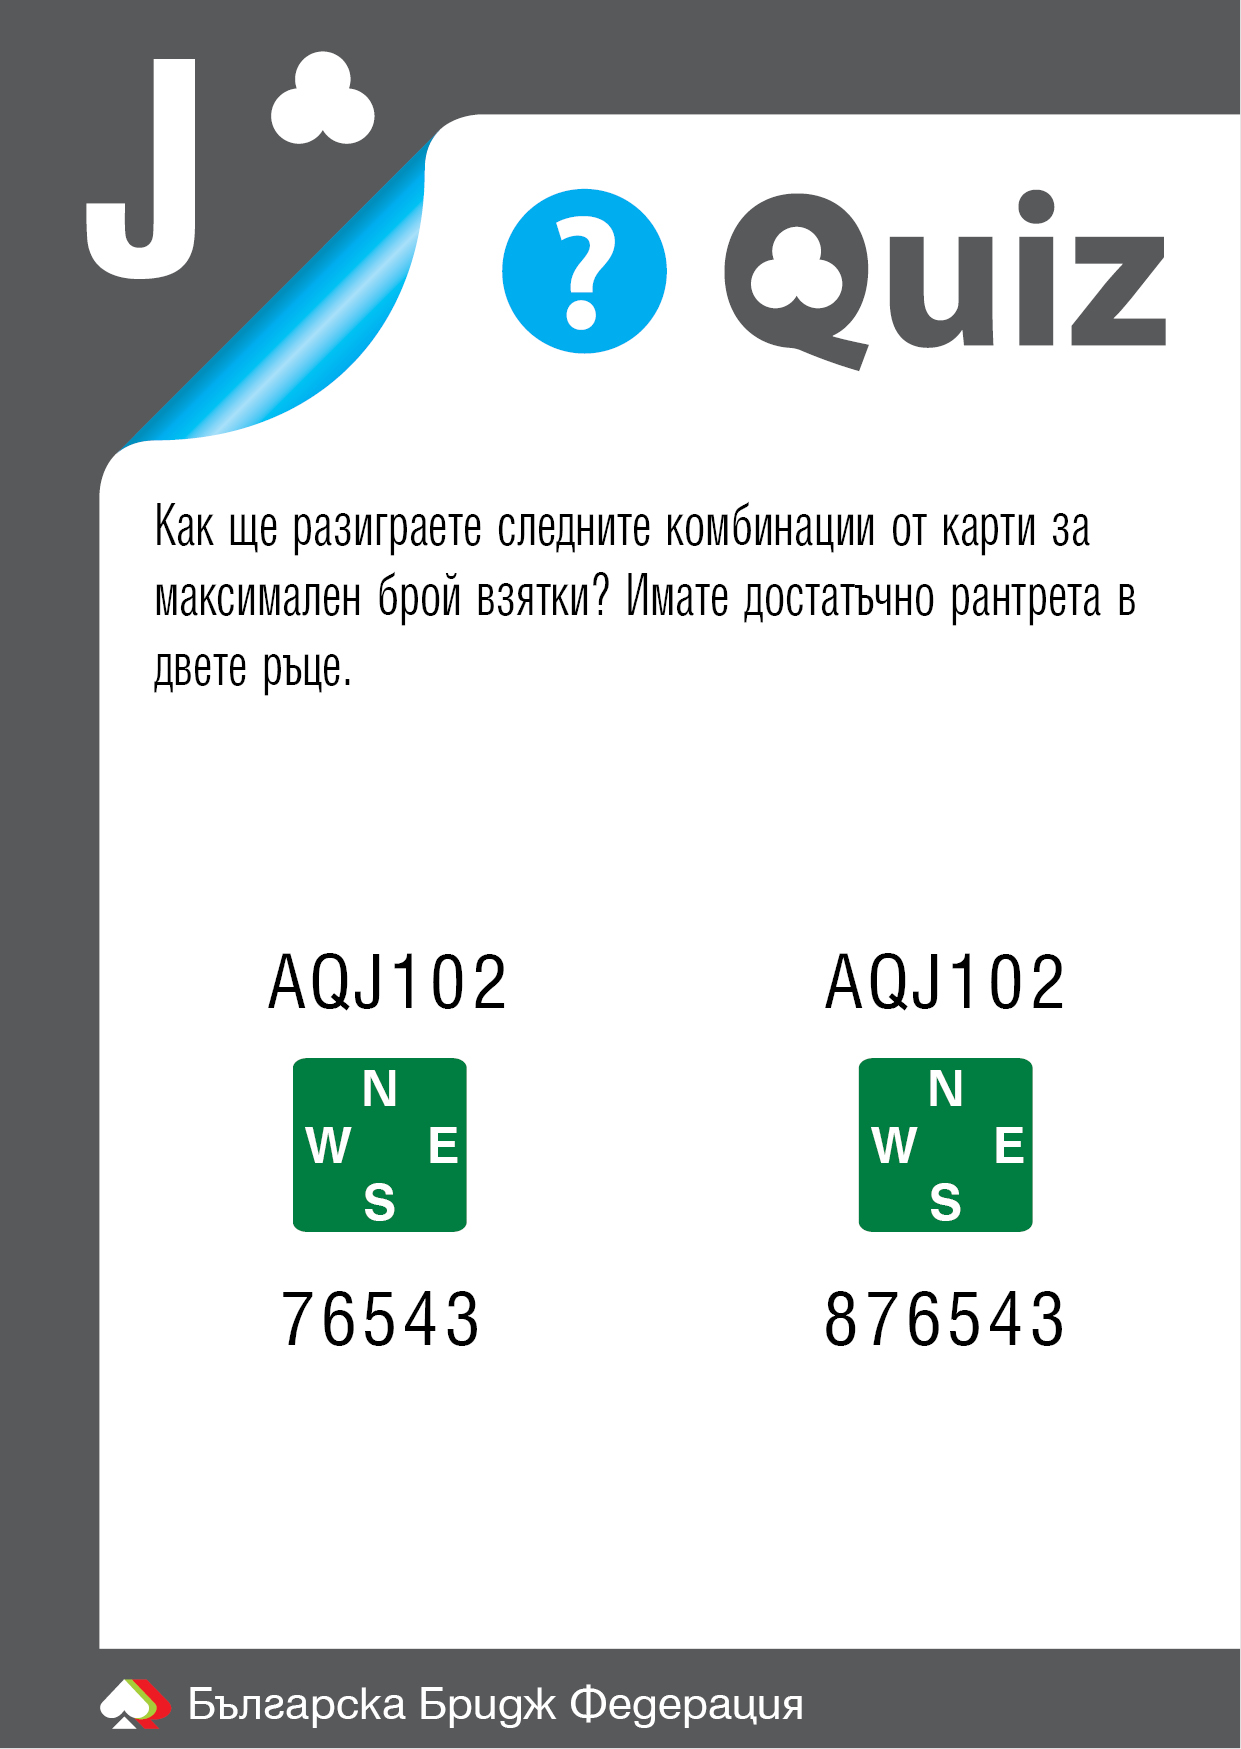 J
? Quiz
Как ще разиграете следните комбинации от карти за
максимален брой взятки? Имате достатъчно рантрета в
двете ръце.
AQJ102 AQJ102
N N
W E W E
S S
76543 876543
Българска Бридж Федерация